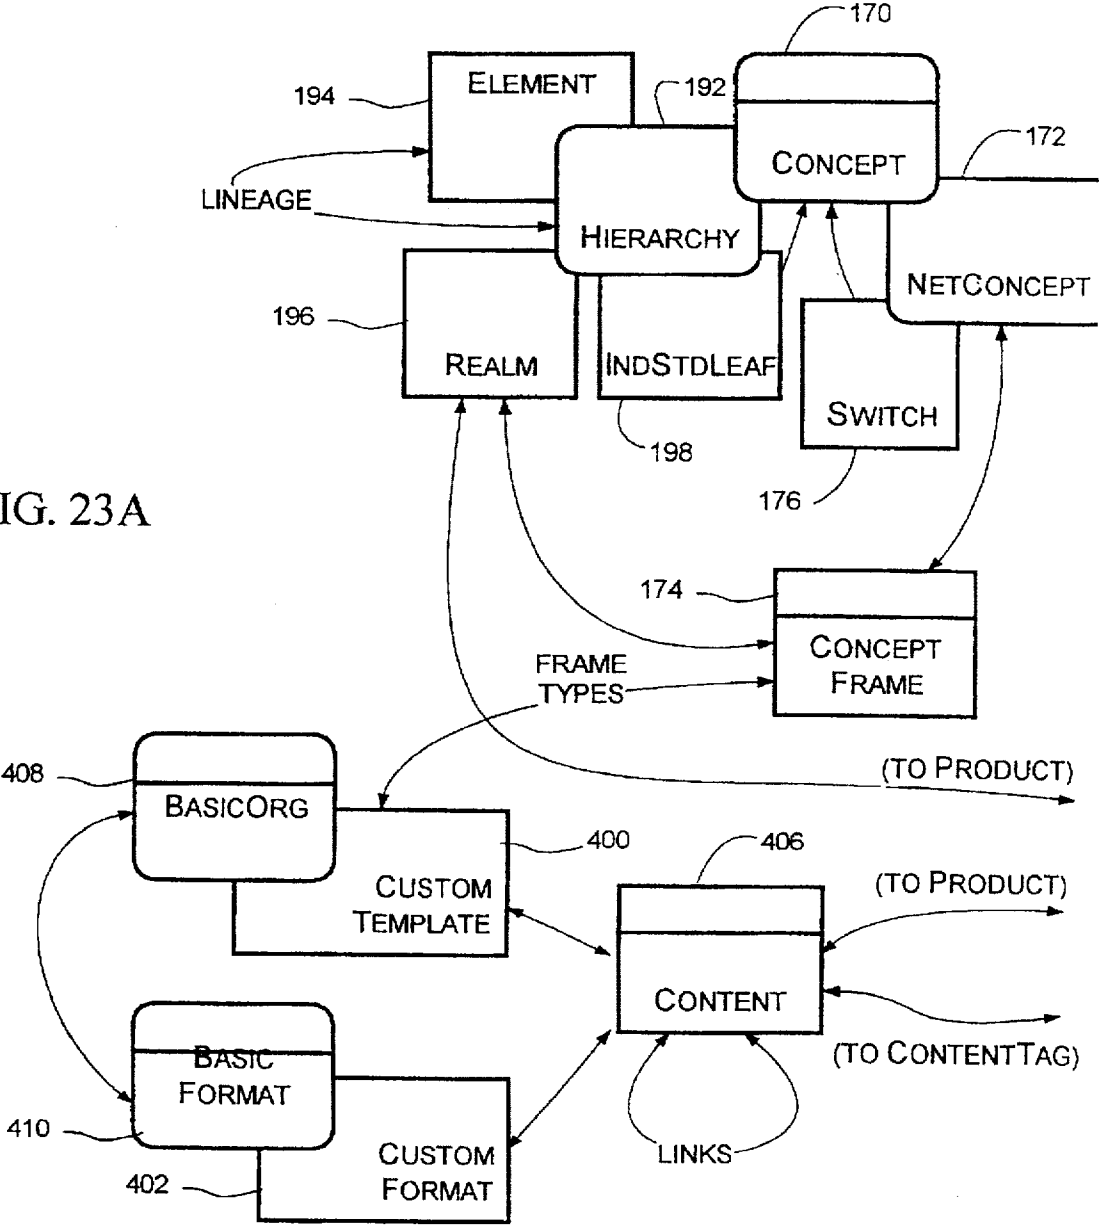 170
ELEMENT
194
192
172
CONCEPT
LINEAGE
HIERARCHY
NETCONCEPT
196
REALM
INDSTDLEAF
SWITCH
198
176
IG. 23A
174
CONCEPT
FRAME
FRAME
TYPES
(TO PRODUCT)
408
BASICORG
400
406
CUSTOM
TEMPLATE
(TO PRODUCT)
CONTENT
(TO CONTENTTAG)
BASIC
FORMAT
410
CUSTOM
FORMAT
LINKS
402